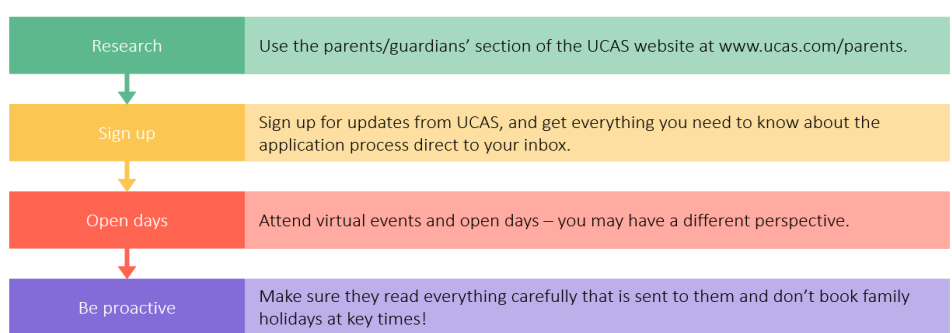 Research
Use the parents/guardians’ section of the UCAS website at www.ucas.com/parents.
Sign up
Sign up for updates from UCAS, and get everything you need to know about the
application process direct to your inbox.
Open days
Attend virtual events and open days – you may have a different perspective.
Be proactive
Make sure they read everything carefully that is sent to them and don’t book family
holidays at key times!